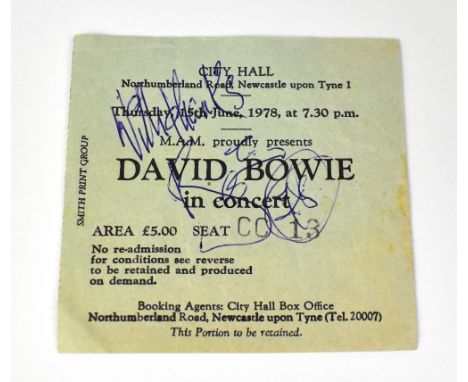 CITY HALL
Northumberland Road, Newcastle upon Tyne 1
Thursday, 15th June, 1978, at 7.30 p.m.
M.A.M. proudly presents
DAVID BOWIE
in concert
AREA £5.00 SEAT CC 13
No re-admission
for conditions see reverse
to be retained and produced
on demand.
Booking Agents: City Hall Box Office
Northumberland Road, Newcastle upon Tyne (Tel. 20007)
This Portion to be retained.
SMITH PRINT GROUP